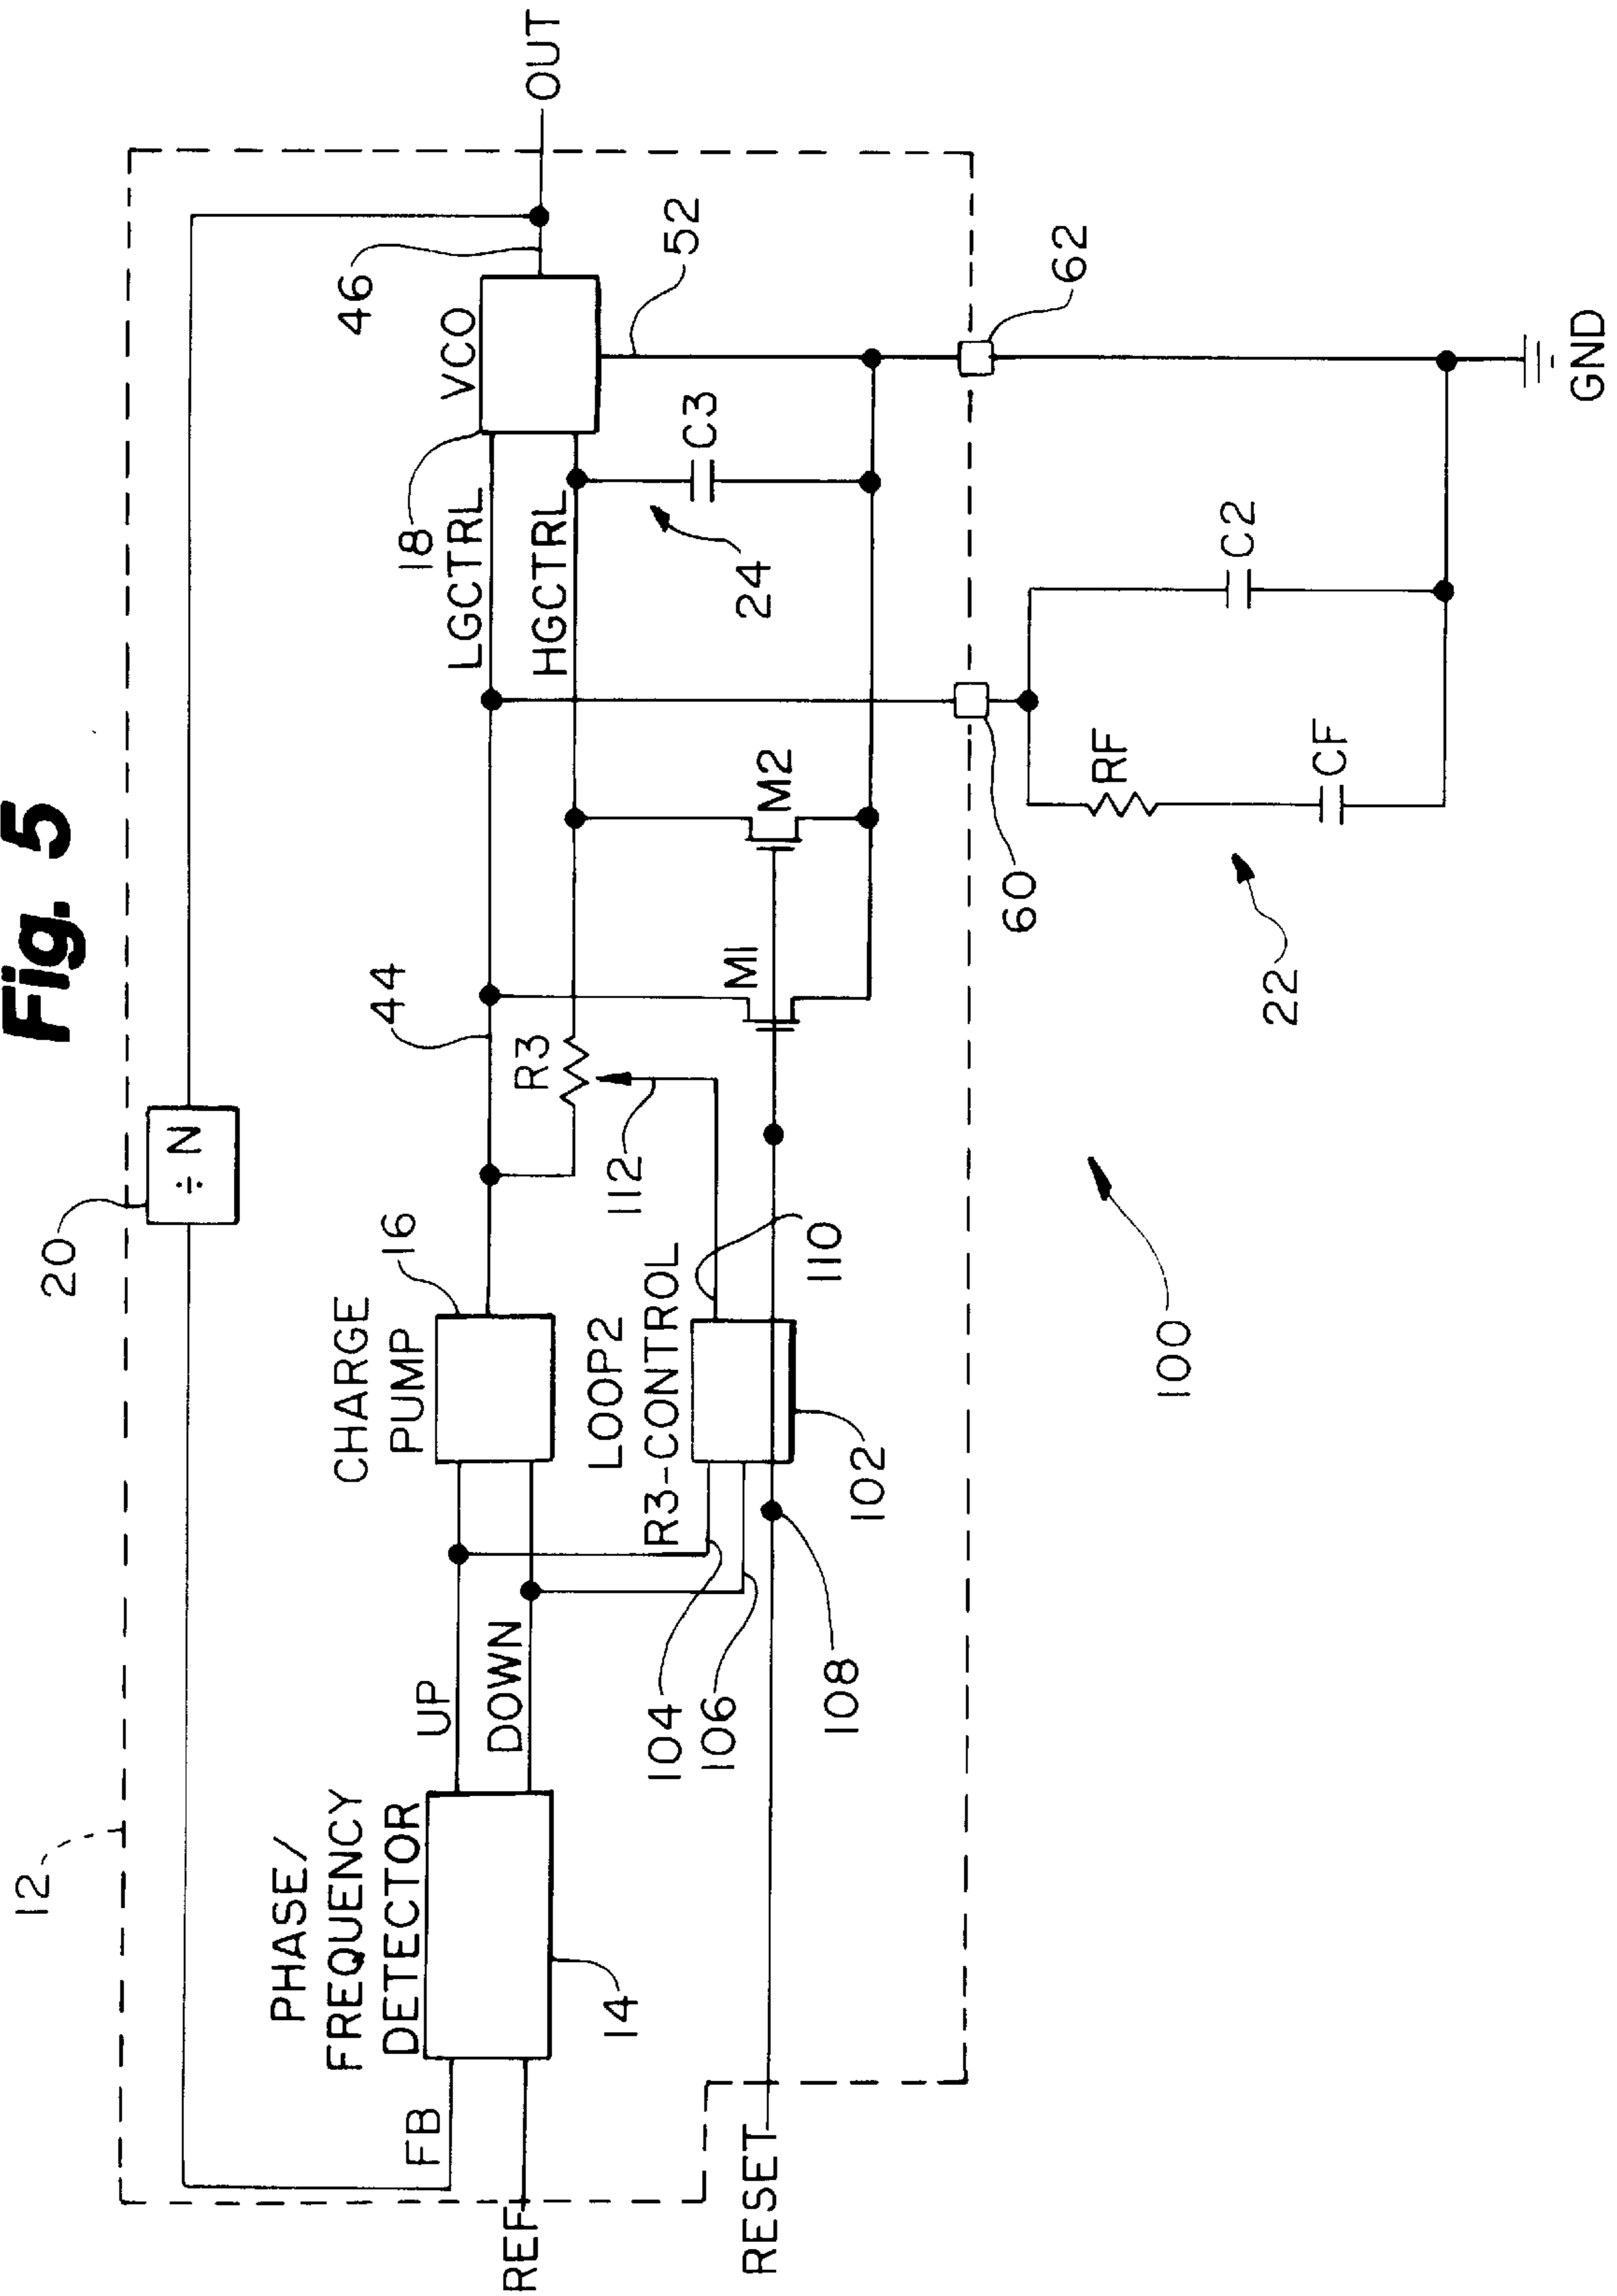 Fig. 5
12
20
÷ N
PHASE/
FREQUENCY
DETECTOR
FB
REF
14
UP
DOWN
CHARGE
PUMP
16
44
LGCTRL
HGCTRL
18
VCO
46
OUT
52
R3
112
LOOP2
R3-CONTROL
110
104
106
108
102
RESET
M1
M2
C3
24
60
62
RF
CF
C2
22
GND
100